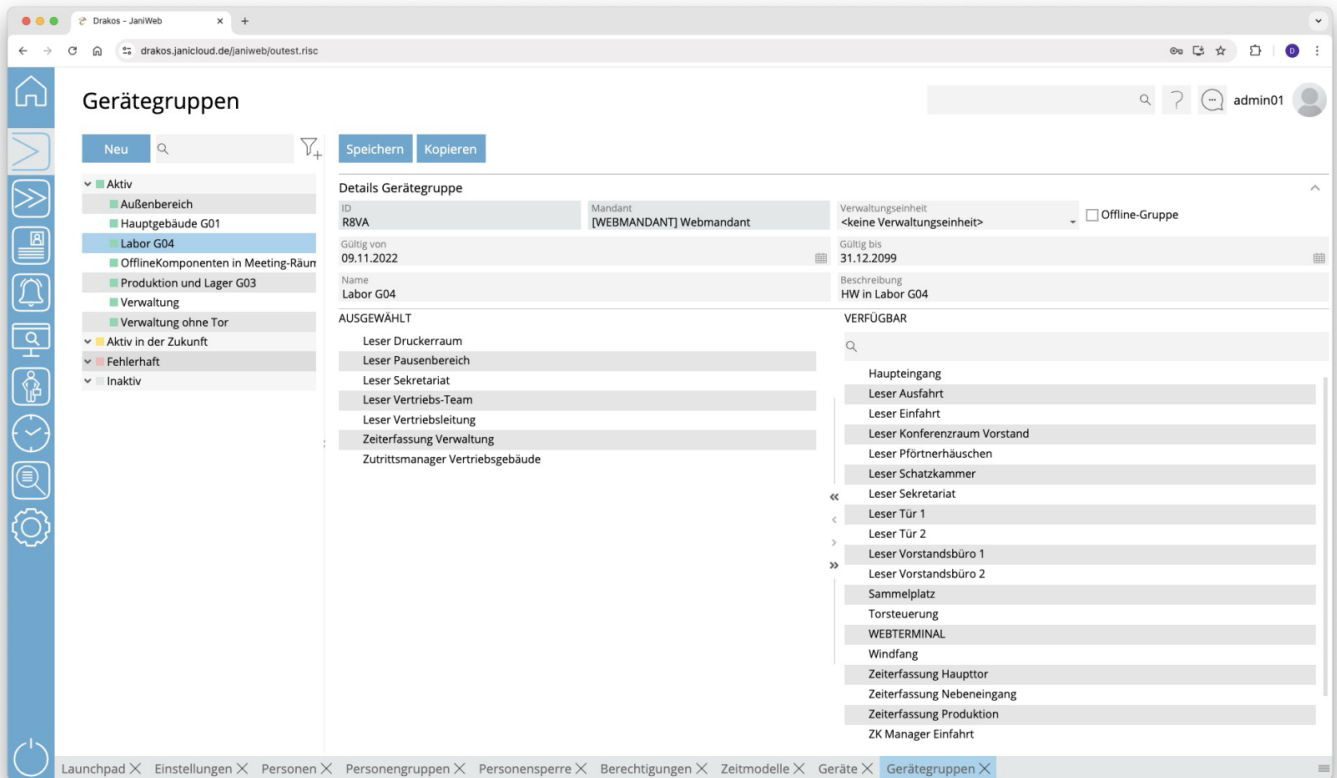 Drakos - JaniWeb
drakos.janicloud.de/janiweb/outest.risc
D
Gerätegruppen
admin01
Neu
Speichern Kopieren
Aktiv
Außenbereich
Hauptgebäude G01
Labor G04
OfflineKomponenten in Meeting-Räum
Produktion und Lager G03
Verwaltung
Verwaltung ohne Tor
Aktiv in der Zukunft
Fehlerhaft
Inaktiv
Details Gerätegruppe
ID
R8VA
Mandant
[WEBMANDANT] Webmandant
Verwaltungseinheit
<keine Verwaltungseinheit>
Offline-Gruppe
Gültig von
09.11.2022
Gültig bis
31.12.2099
Name
Labor G04
Beschreibung
HW in Labor G04
AUSGEWÄHLT
Leser Druckerraum
Leser Pausenbereich
Leser Sekretariat
Leser Vertriebs-Team
Leser Vertriebsleitung
Zeiterfassung Verwaltung
Zutrittsmanager Vertriebsgebäude
VERFÜGBAR
Haupteingang
Leser Ausfahrt
Leser Einfahrt
Leser Konferenzraum Vorstand
Leser Pförtnerhäuschen
Leser Schatzkammer
Leser Sekretariat
Leser Tür 1
Leser Tür 2
Leser Vorstandsbüro 1
Leser Vorstandsbüro 2
Sammelplatz
Torsteuerung
WEBTERMINAL
Windfang
Zeiterfassung Haupttor
Zeiterfassung Nebeneingang
Zeiterfassung Produktion
ZK Manager Einfahrt
Launchpad Einstellungen Personen Personengruppen Personensperre Berechtigungen Zeitmodelle Geräte Gerätegruppen